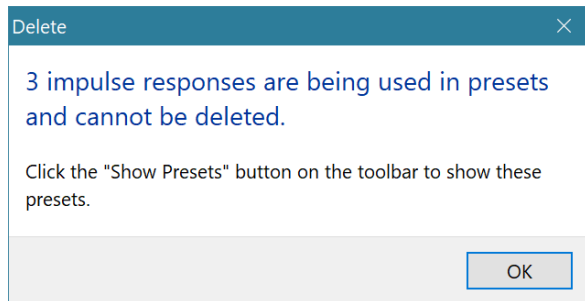 Delete
3 impulse responses are being used in presets
and cannot be deleted.
Click the "Show Presets" button on the toolbar to show these
presets.
OK